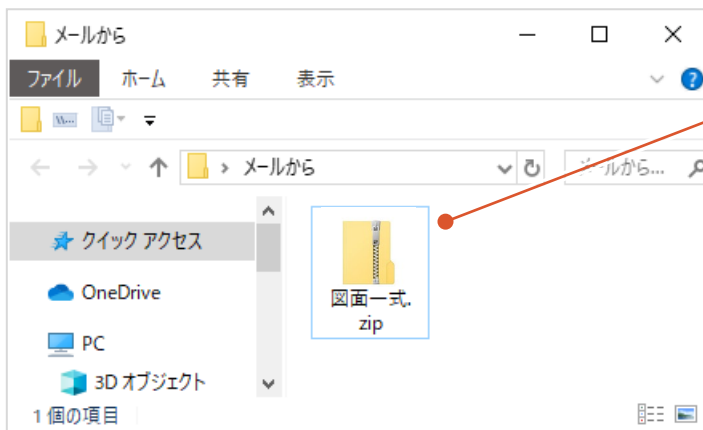 メールから
ファイル ホーム 共有 表示 ?
メールから メールから...
クイック アクセス
OneDrive
PC
3D オブジェクト
図面一式.
zip
1 個の項目